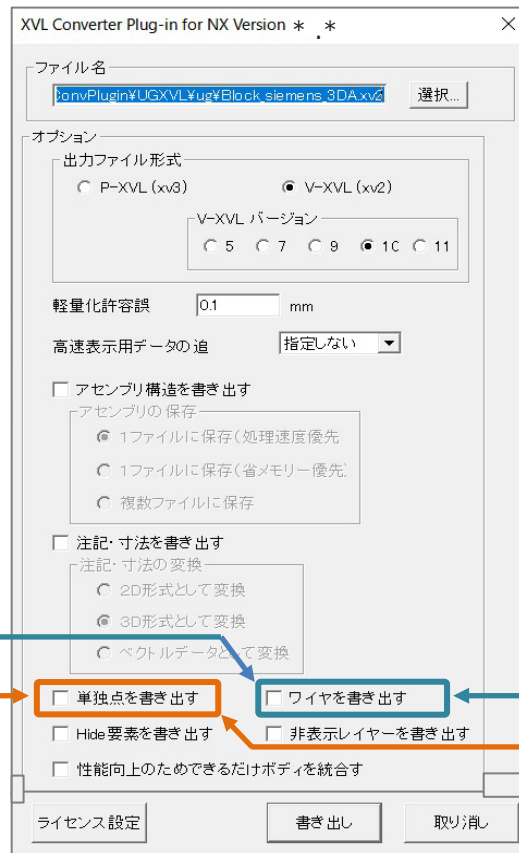 XVL Converter Plug-in for NX Version * .*
ファイル名
ConvPlugin¥UGXVL¥ug¥Block_siemens_3DA.xv2 選択...
オプション
出力ファイル形式
P-XVL (xv3) V-XVL (xv2)
V-XVL バージョン
5 7 9 10 11
軽量化許容誤 0.1 mm
高速表示用データの追 指定しない
アセンブリ構造を書き出す
アセンブリの保存
1ファイルに保存(処理速度優先
1ファイルに保存(省メモリー優先)
複数ファイルに保存
注記・寸法を書き出す
注記・寸法の変換
2D形式として変換
3D形式として変換
ベクトルデータとして変換
単独点を書き出す ワイヤを書き出す
Hide要素を書き出す 非表示レイヤーを書き出す
性能向上のためできるだけボディを統合す
ライセンス設定 書き出し 取り消し